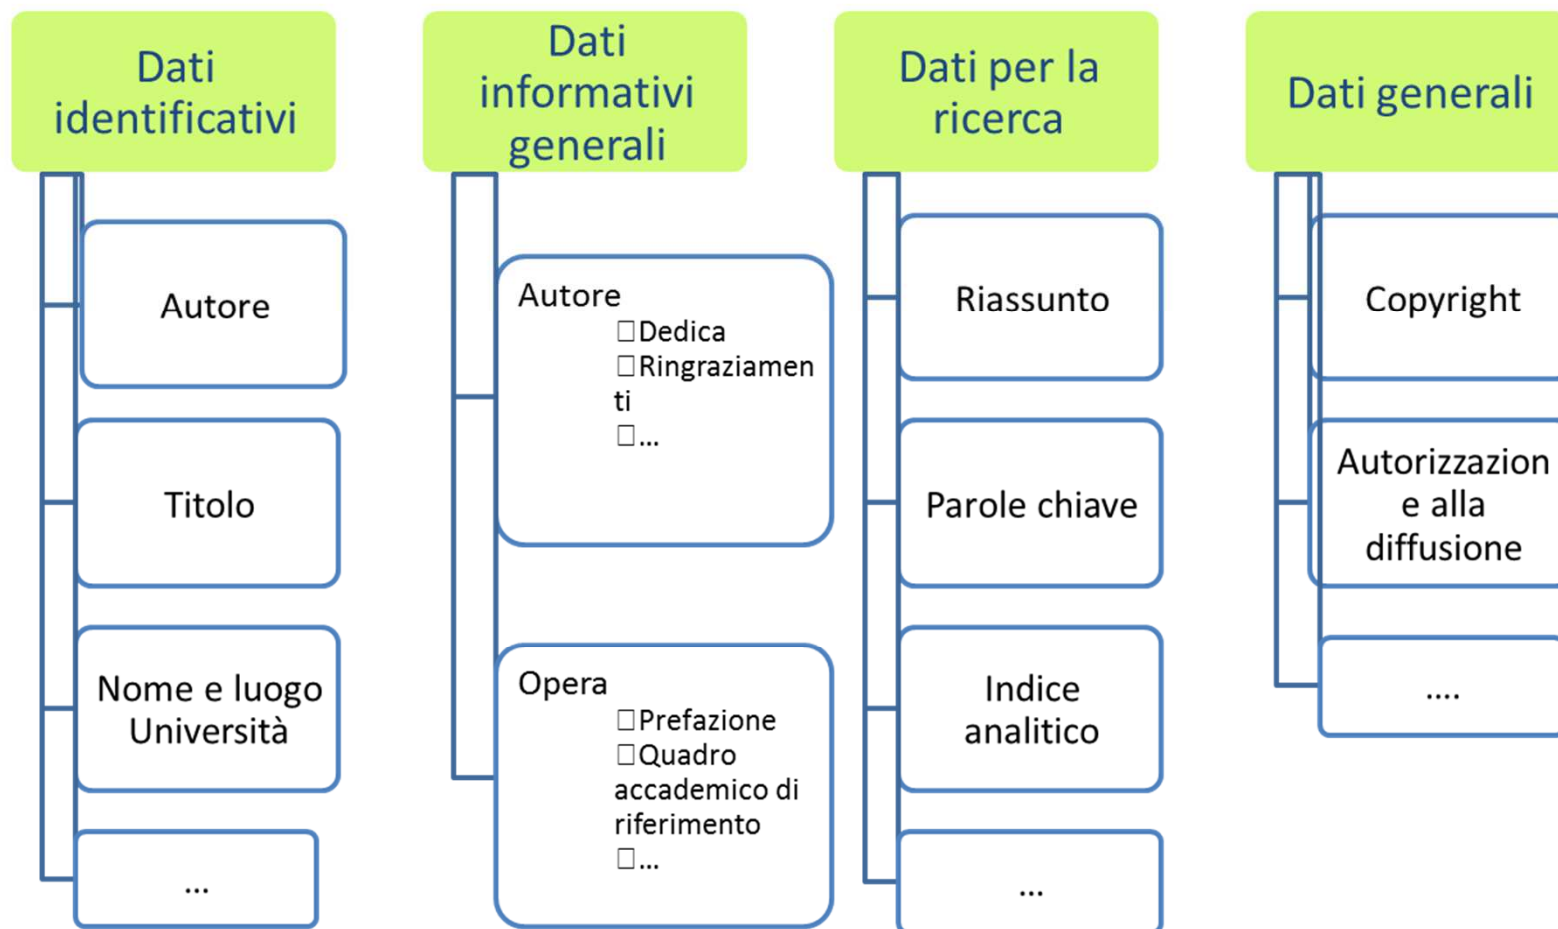 Dati
identificativi
Autore
Titolo
Nome e luogo
Università
...
Dati
informativi
generali
Autore
□Dedica
□Ringraziamen
ti
□...
Opera
□Prefazione
□Quadro
accademico di
riferimento
□...
Dati per la
ricerca
Riassunto
Parole chiave
Indice
analitico
...
Dati generali
Copyright
Autorizzazion
e alla
diffusione
....